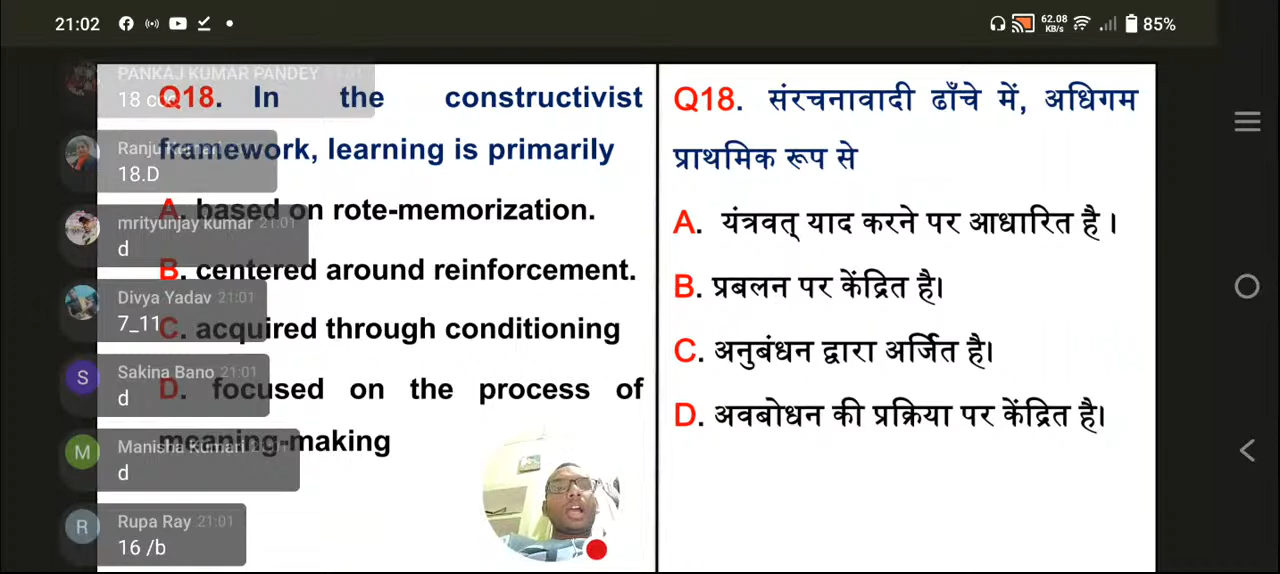 21:02
62.08 KB/s
85%
PANKAJ KUMAR PANDEY
18
Ranju Kumari
18.D
mrityunjay kumar 21:01
d
Divya Yadav 21:01
7_11
Sakina Bano 21:01
d
Manisha Kumari
d
Rupa Ray 21:01
16 /b
Q18. In the constructivist
framework, learning is primarily
A. based on rote-memorization.
B. centered around reinforcement.
C. acquired through conditioning
D. focused on the process of
meaning-making
Q18. संरचनावादी ढाँचे में, अधिगम
प्राथमिक रूप से
A. यंत्रवत् याद करने पर आधारित है ।
B. प्रबलन पर केंद्रित है।
C. अनुबंधन द्वारा अर्जित है।
D. अवबोधन की प्रक्रिया पर केंद्रित है।
S
M
R